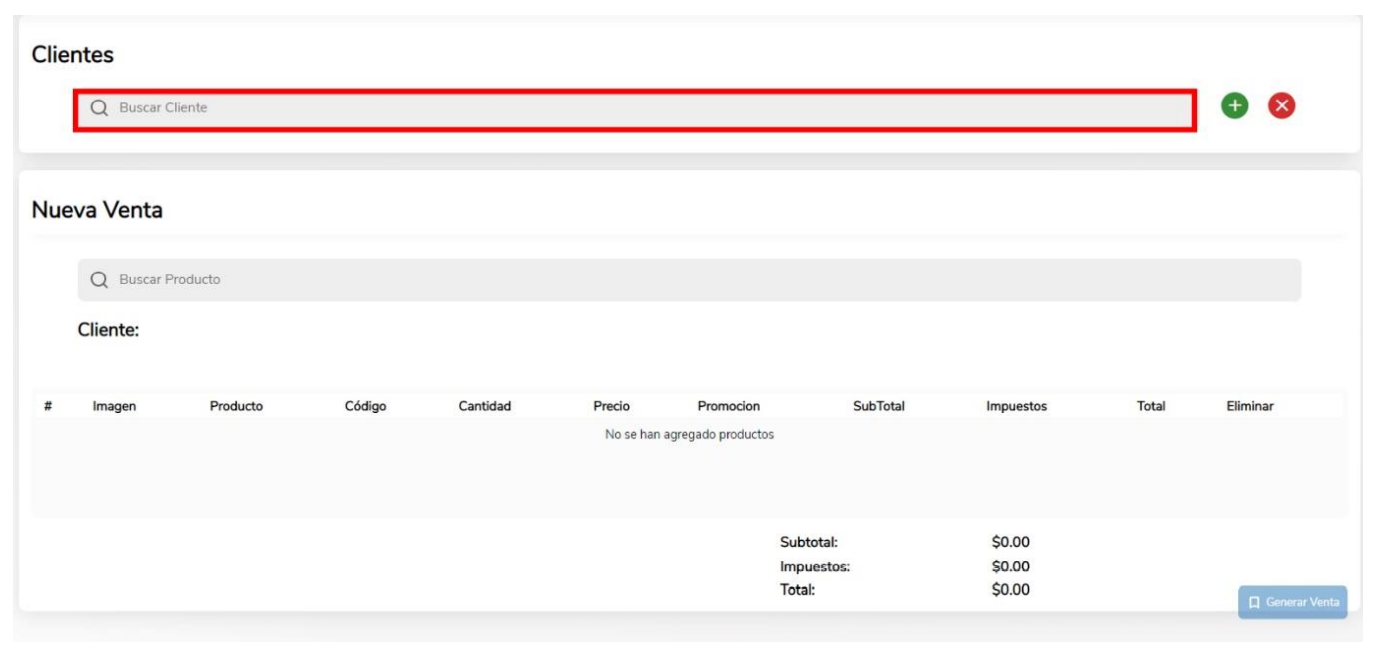 Clientes
Buscar Cliente
Nueva Venta
Buscar Producto
Cliente:
# Imagen Producto Código Cantidad Precio Promocion SubTotal Impuestos Total Eliminar
No se han agregado productos
Subtotal: $0.00
Impuestos: $0.00
Total: $0.00
Generar Venta